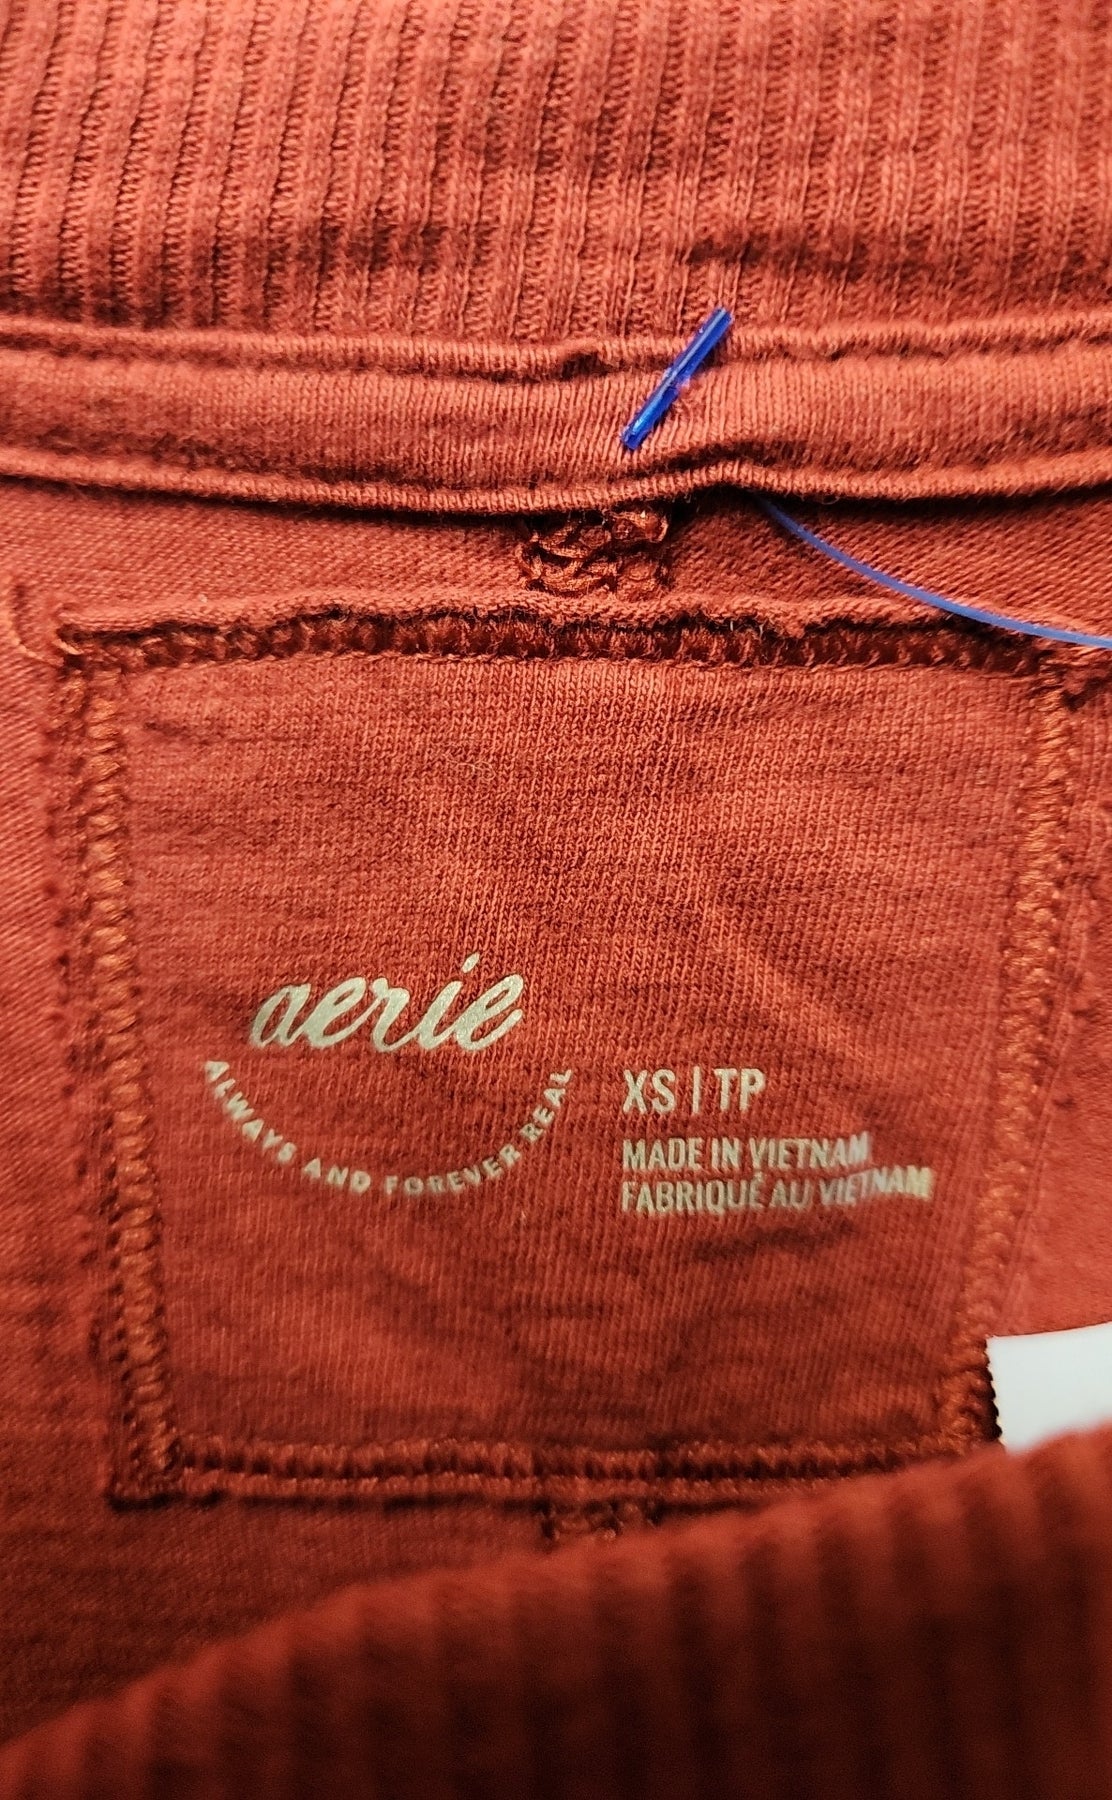 aerie
ALWAYS AND FOREVER REAL
XS | TP
MADE IN VIETNAM
FABRIQUÉ AU VIETNAM